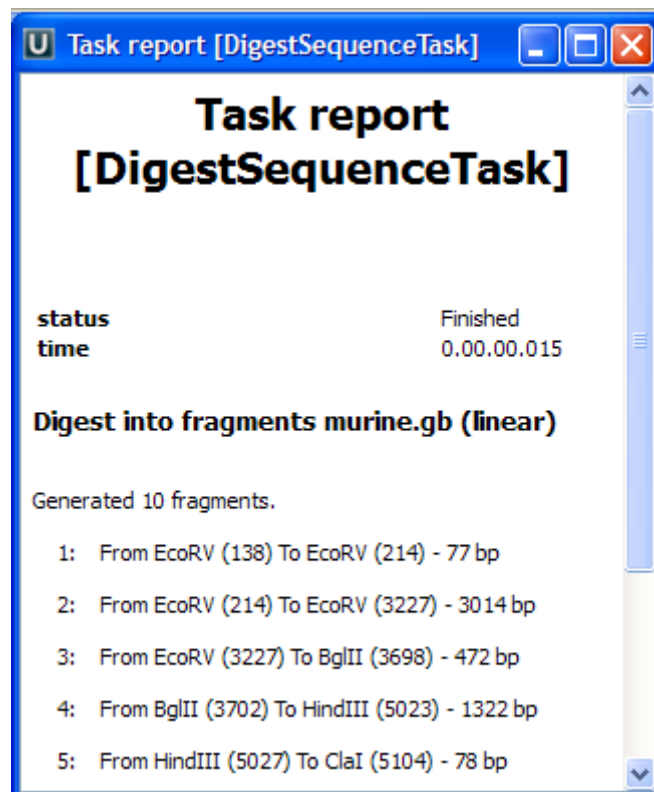 U Task report [DigestSequenceTask]
Task report
[DigestSequenceTask]
status Finished
time 0.00.00.015
Digest into fragments murine.gb (linear)
Generated 10 fragments.
1: From EcoRV (138) To EcoRV (214) - 77 bp
2: From EcoRV (214) To EcoRV (3227) - 3014 bp
3: From EcoRV (3227) To BglII (3698) - 472 bp
4: From BglII (3702) To HindIII (5023) - 1322 bp
5: From HindIII (5027) To ClaI (5104) - 78 bp